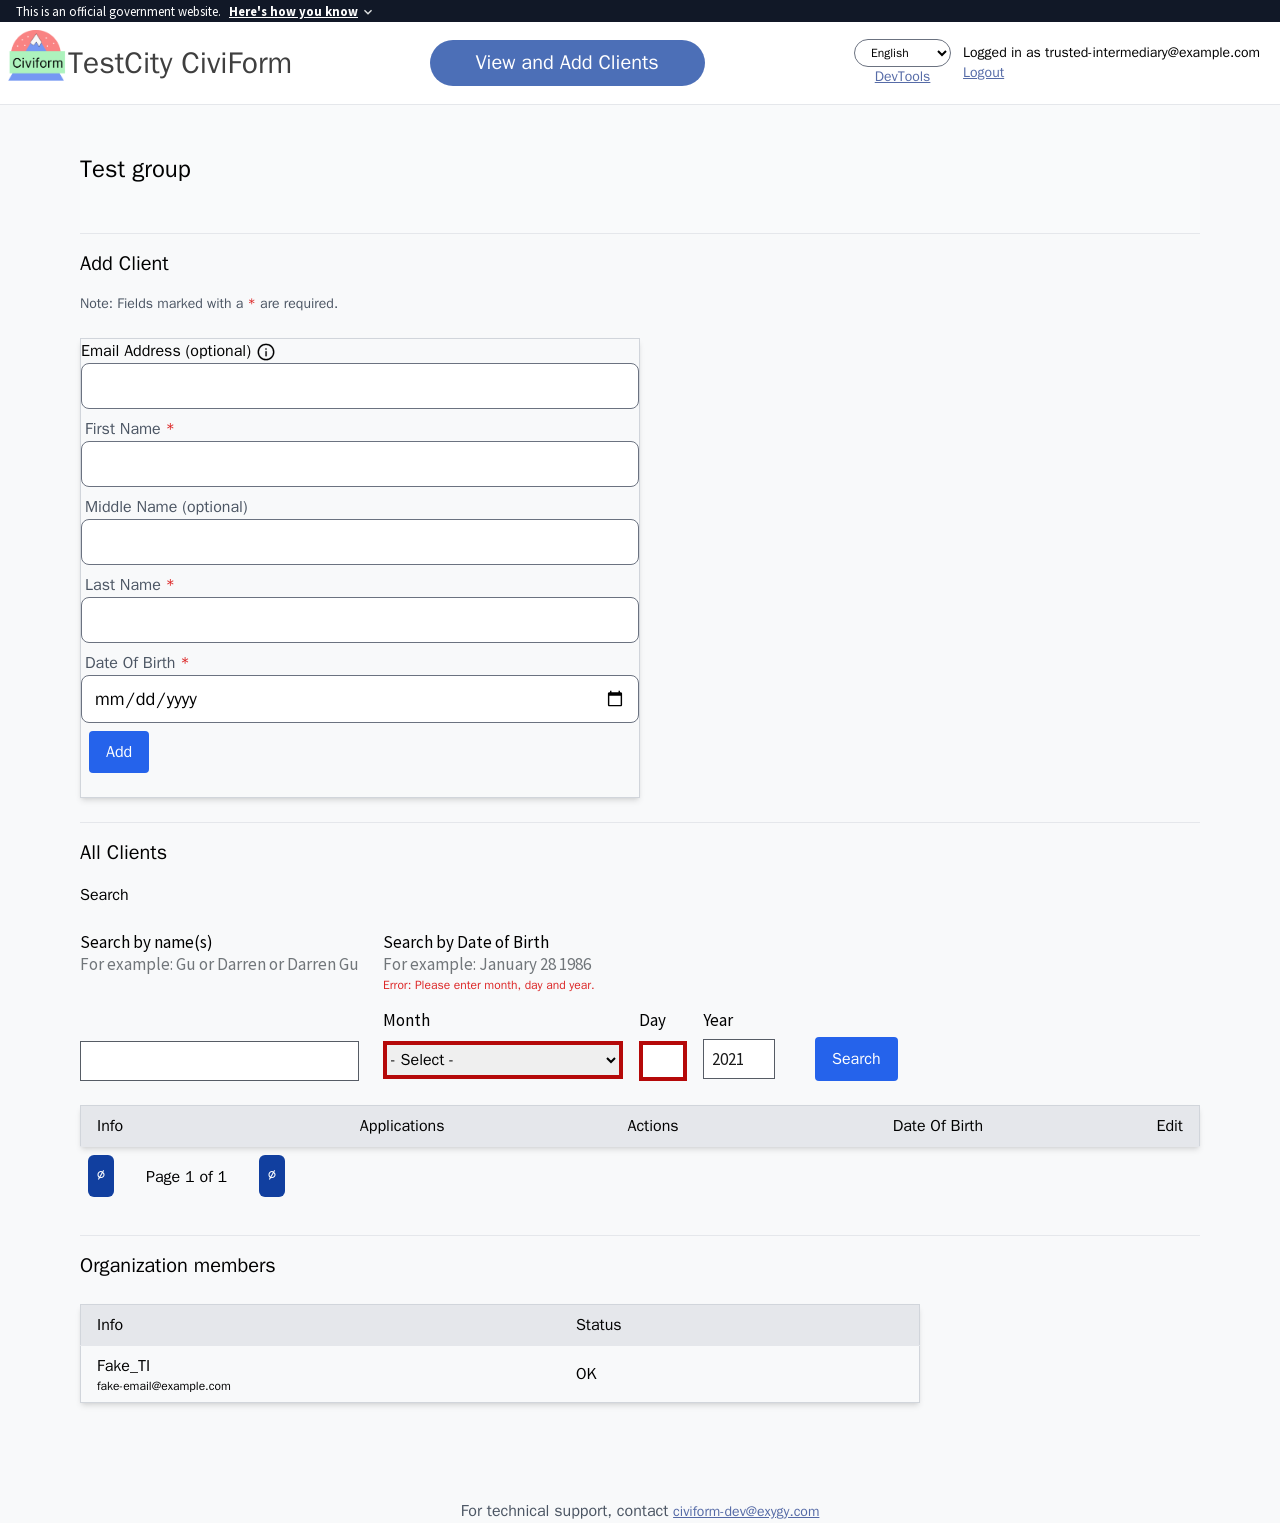 This is an official government website. Here's how you know
Civiform TestCity CiviForm
View and Add Clients
English
DevTools
Logged in as trusted-intermediary@example.com
Logout
Test group
Add Client
Note: Fields marked with a * are required.
Email Address (optional)
First Name *
Middle Name (optional)
Last Name *
Date Of Birth *
mm/dd/yyyy
Add
All Clients
Search
Search by name(s)
For example: Gu or Darren or Darren Gu
Search by Date of Birth
For example: January 28 1986
Error: Please enter month, day and year.
Month Day Year
- Select - 2021 Search
Info Applications Actions Date Of Birth Edit
∅ Page 1 of 1 ∅
Organization members
Info Status
Fake_TI
fake-email@example.com
OK
For technical support, contact civiform-dev@exygy.com